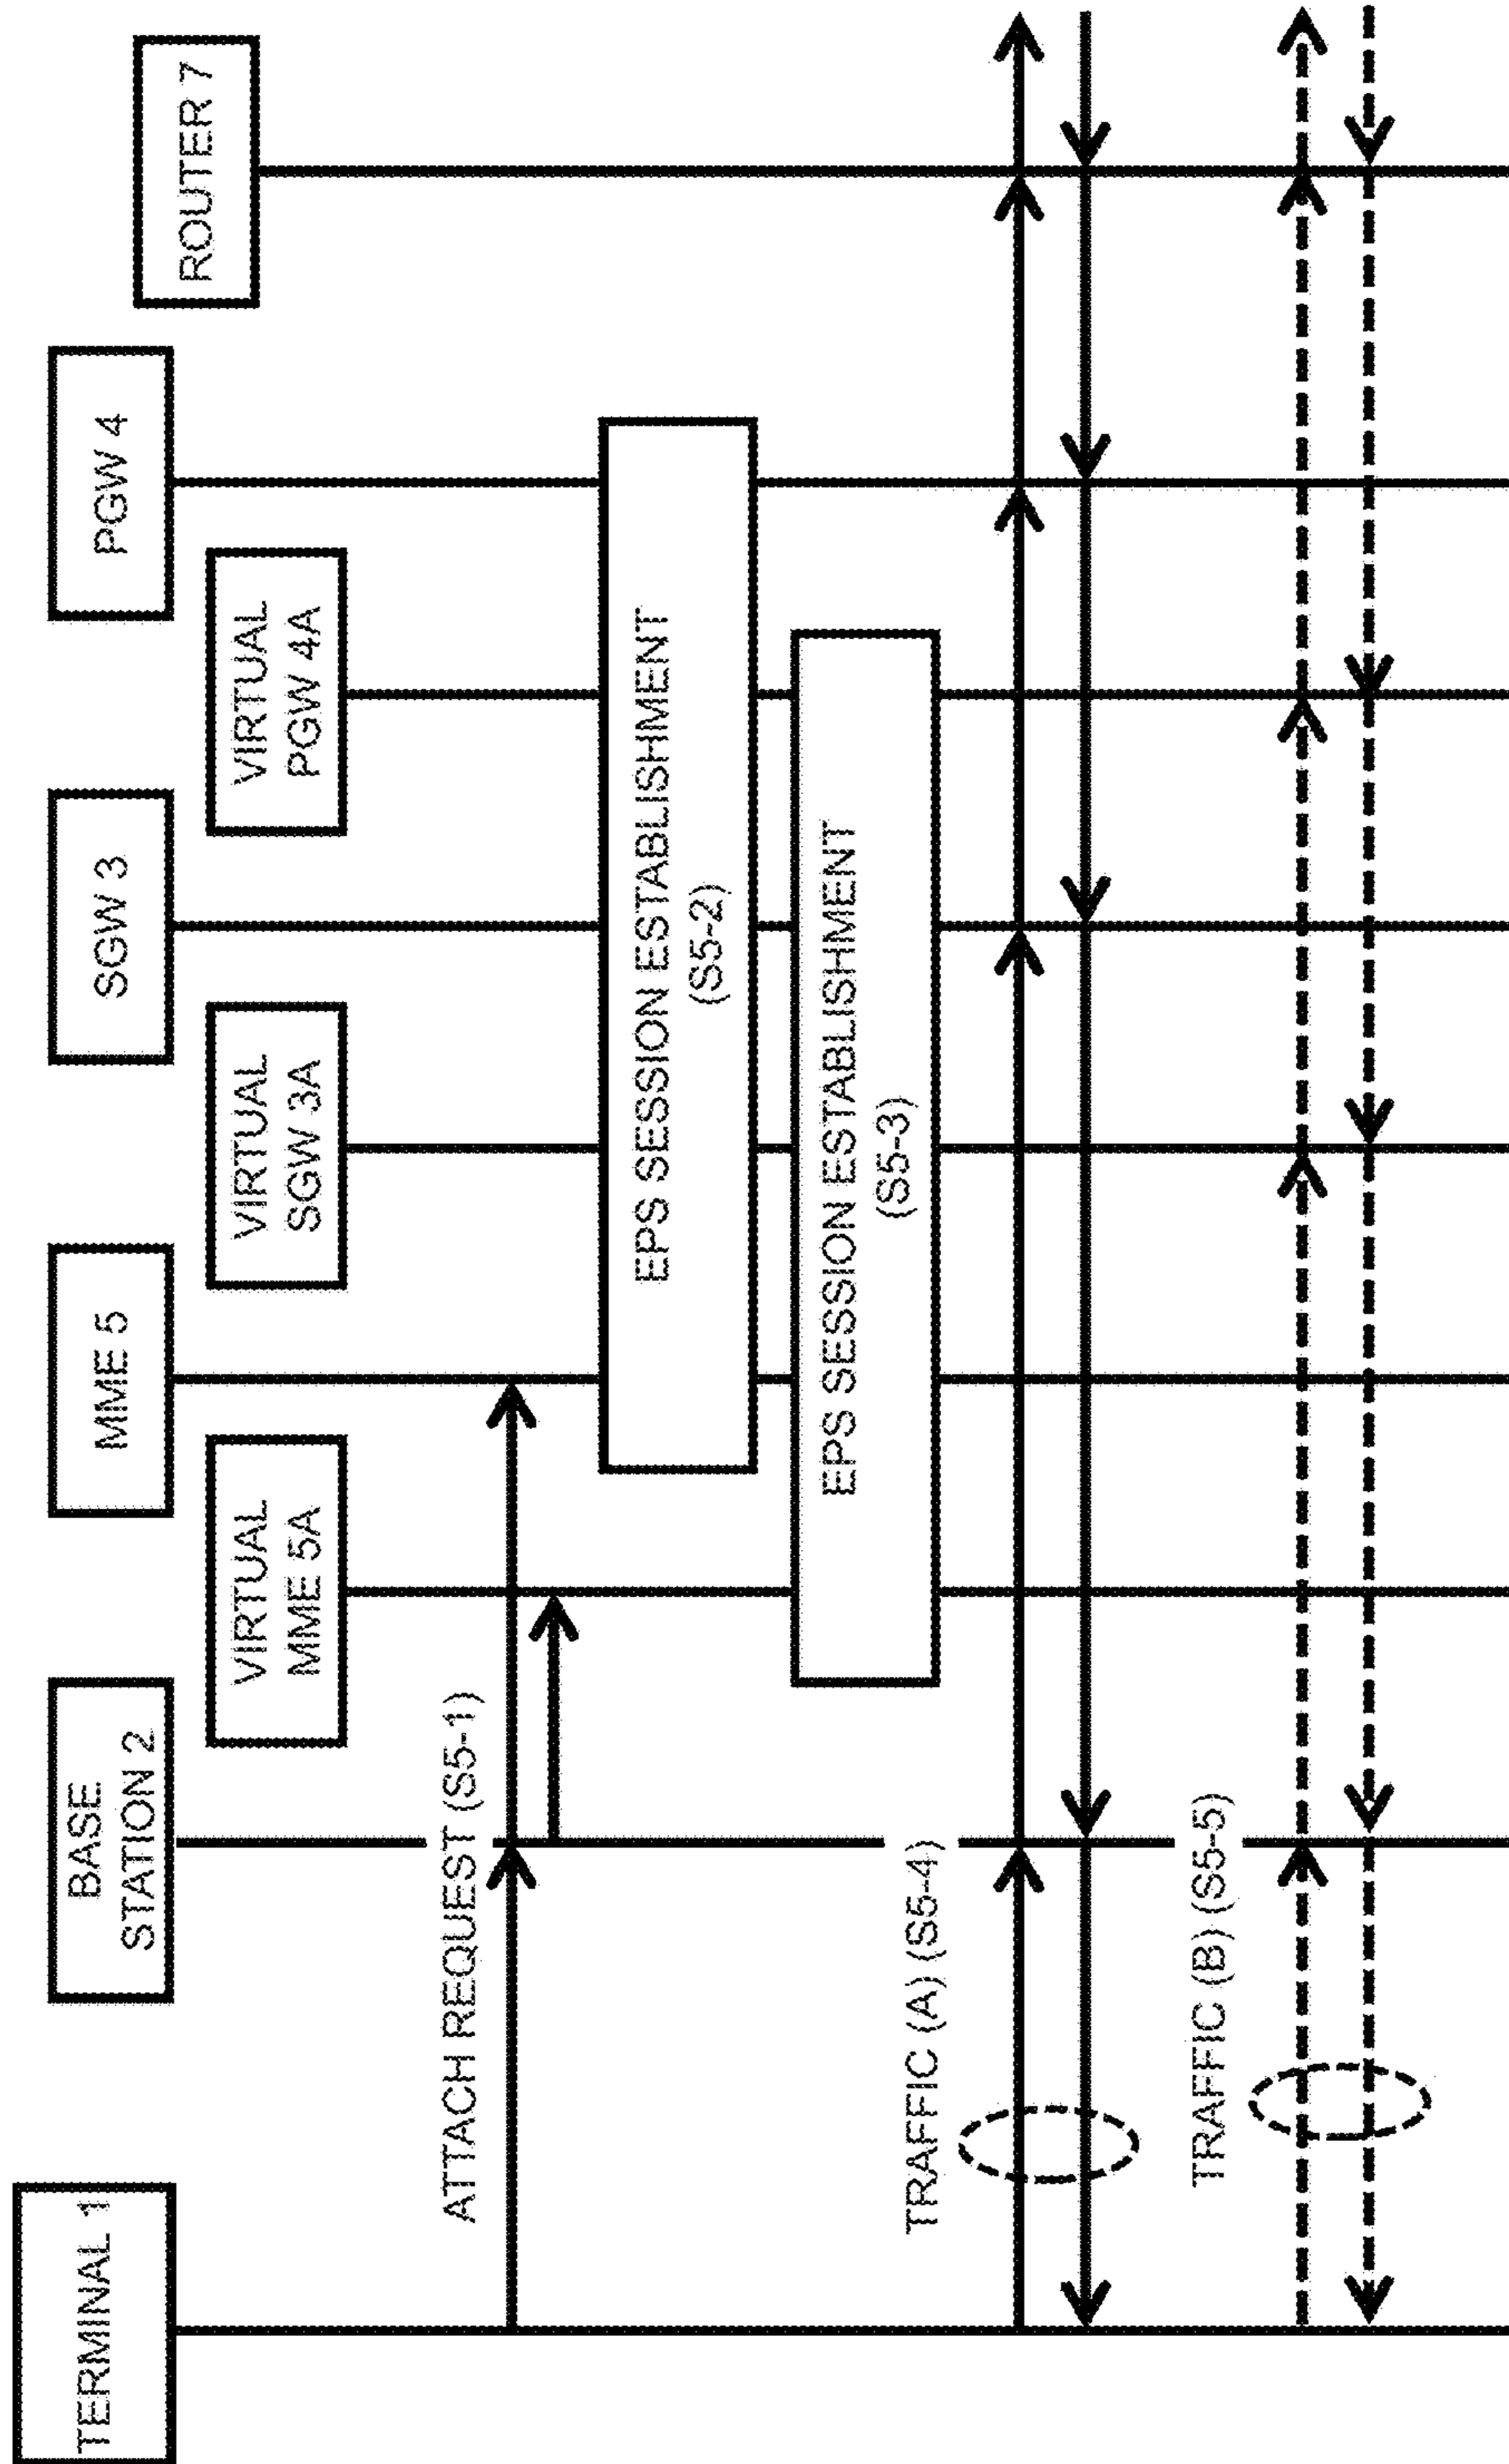 TERMINAL 1
BASE
STATION 2
VIRTUAL
MME 5A
MME 5
VIRTUAL
SGW 3A
SGW 3
VIRTUAL
PGW 4A
PGW 4
ROUTER 7
ATTACH REQUEST (S5-1)
EPS SESSION ESTABLISHMENT
(S5-2)
EPS SESSION ESTABLISHMENT
(S5-3)
TRAFFIC (A) (S5-4)
TRAFFIC (B) (S5-5)